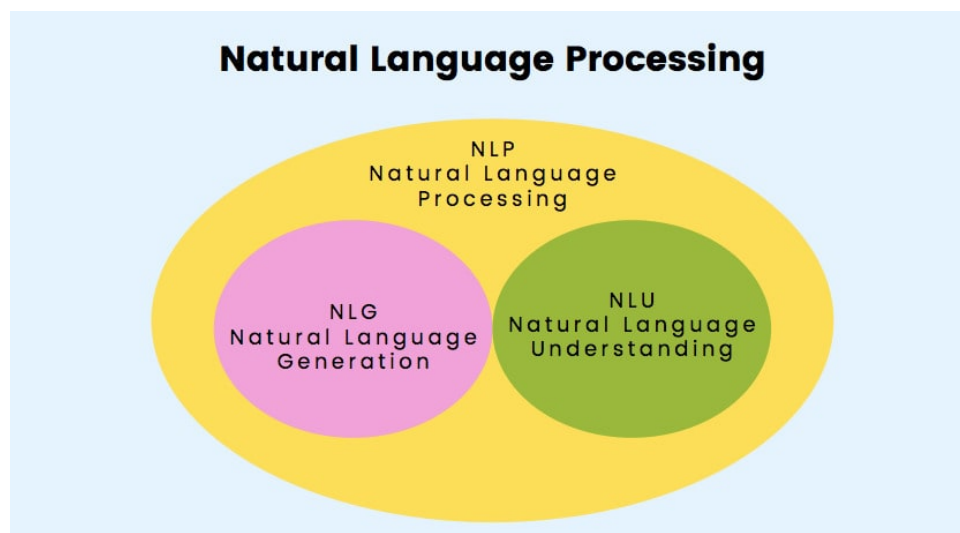 Natural Language Processing
NLP
Natural Language
Processing
NLG
Natural Language
Generation
NLU
Natural Language
Understanding